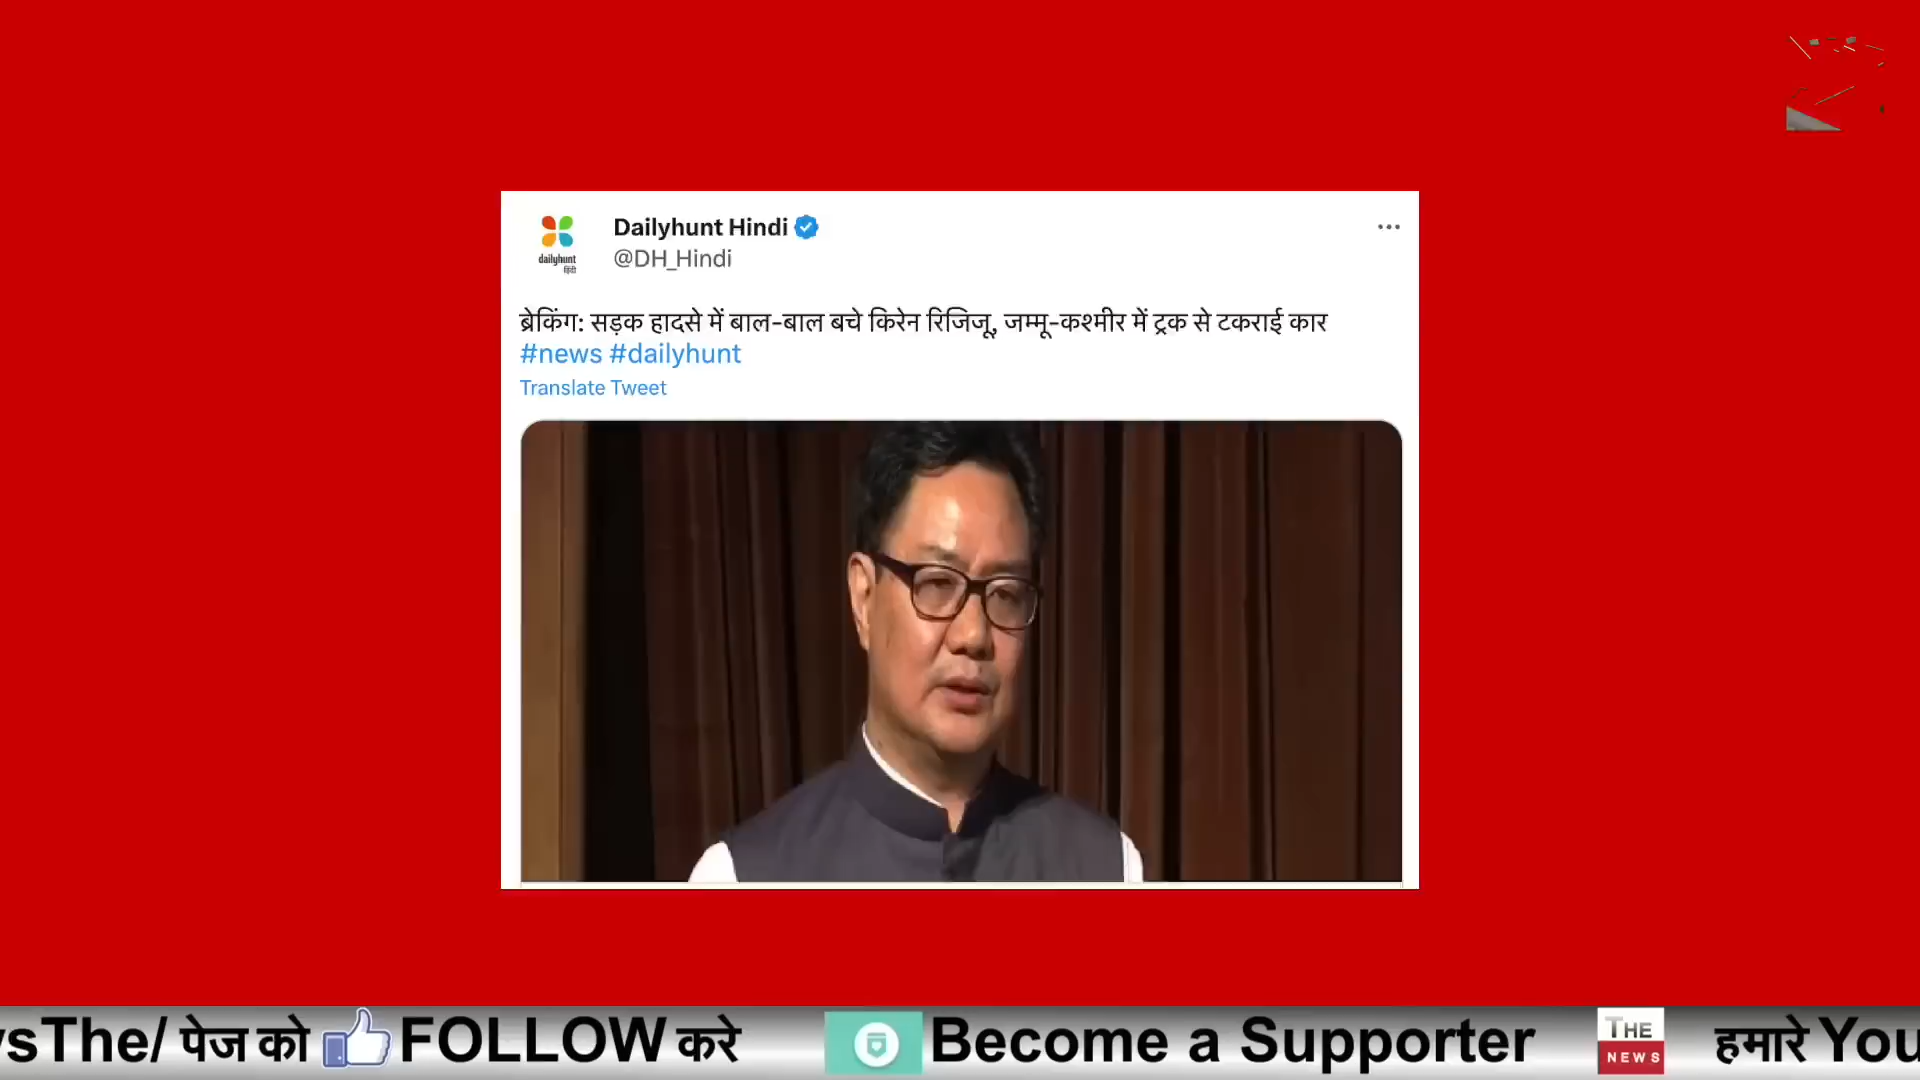 Dailyhunt Hindi
@DH_Hindi
dailyhunt
हिंदी
ब्रेकिंग: सड़क हादसे में बाल-बाल बचे किरेन रिजिजू, जम्मू-कश्मीर में ट्रक से टकराई कार
#news #dailyhunt
Translate Tweet
sThe/ पेज को FOLLOW करे Become a Supporter THE NEWS हमारे You